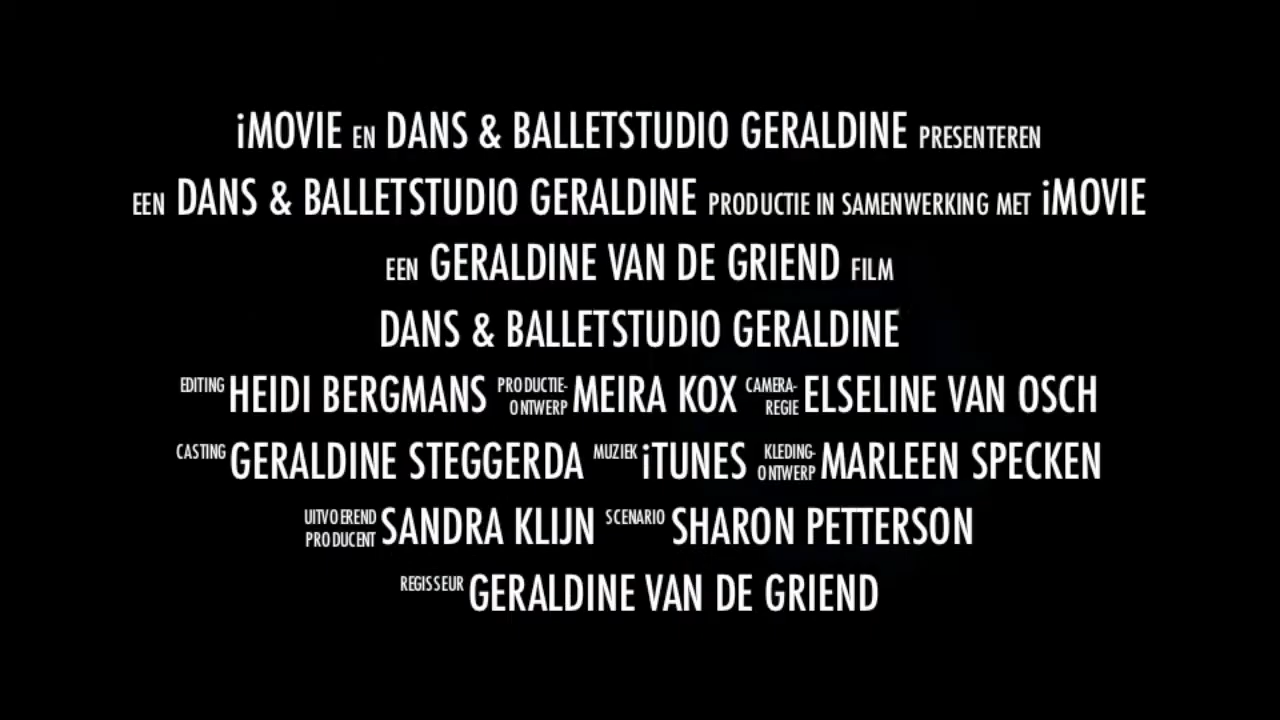 iMOVIE EN DANS & BALLETSTUDIO GERALDINE PRESENTEREN
EEN DANS & BALLETSTUDIO GERALDINE PRODUCTIE IN SAMENWERKING MET iMOVIE
EEN GERALDINE VAN DE GRIEND FILM
DANS & BALLETSTUDIO GERALDINE
EDITING HEIDI BERGMANS PRODUCTIE-ONTWERP MEIRA KOX CAMERA-REGIE ELSELINE VAN OSCH
CASTING GERALDINE STEGGERDA MUZIEK iTUNES KLEDING-ONTWERP MARLEEN SPECKEN
UITVOEREND PRODUCENT SANDRA KLIJN SCENARIO SHARON PETTERSON
REGISSEUR GERALDINE VAN DE GRIEND